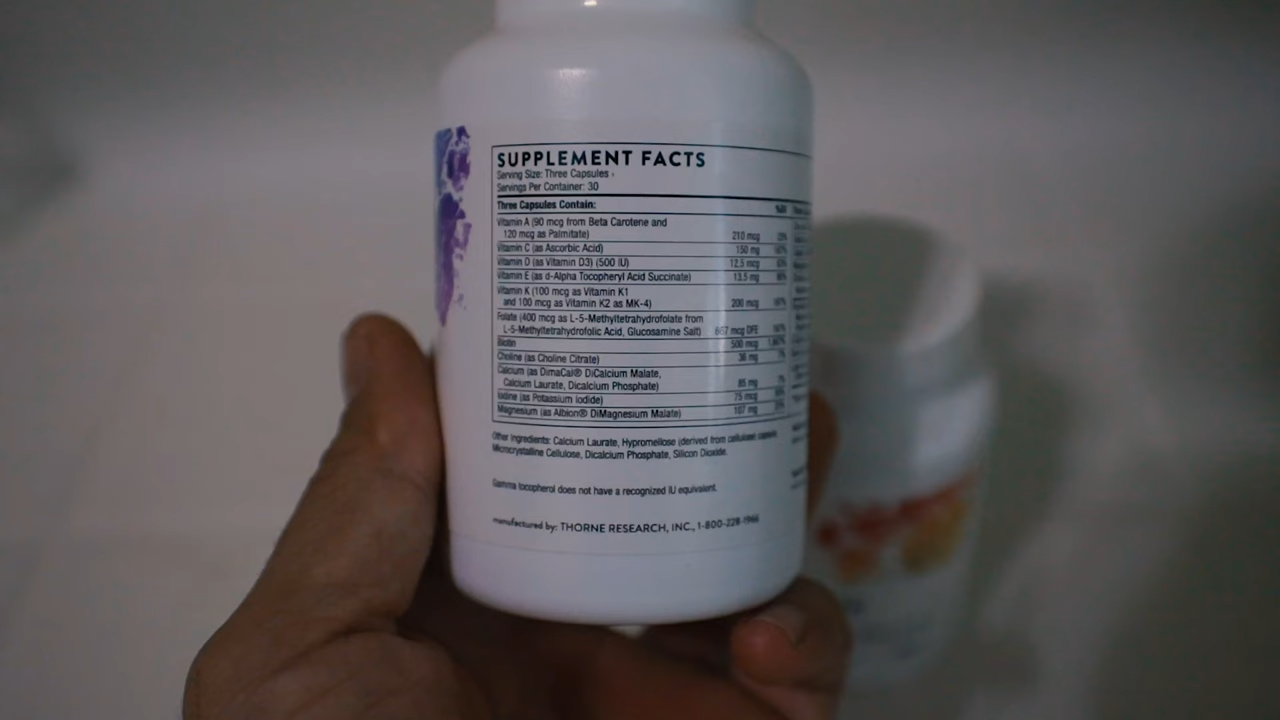 SUPPLEMENT FACTS
Serving Size: Three Capsules
Servings Per Container: 30
Three Capsules Contain:
Vitamin A (90 mcg from Beta Carotene and
120 mcg as Palmitate) 210 mcg
Vitamin C (as Ascorbic Acid) 150 mg
Vitamin D (as Vitamin D3) (500 IU) 12.5 mcg
Vitamin E (as d-Alpha Tocopheryl Acid Succinate) 13.5 mg
Vitamin K (100 mcg as Vitamin K1
and 100 mcg as Vitamin K2 as MK-4) 200 mcg
Folate (400 mcg as L-5-Methyltetrahydrofolate from
L-5-Methyltetrahydrofolic Acid, Glucosamine Salt) 667 mcg DFE
Biotin 500 mcg
Choline (as Choline Citrate) 36 mg
Calcium (as DimaCal® DiCalcium Malate,
Calcium Laurate, Dicalcium Phosphate) 85 mg
Iodine (as Potassium Iodide) 75 mcg
Magnesium (as Albion® DiMagnesium Malate) 107 mg
Other Ingredients: Calcium Laurate, Hypromellose (derived from cellulose) capsule,
Microcrystalline Cellulose, Dicalcium Phosphate, Silicon Dioxide.
Gamma tocopherol does not have a recognized IU equivalent.
manufactured by: THORNE RESEARCH, INC., 1-800-228-1966